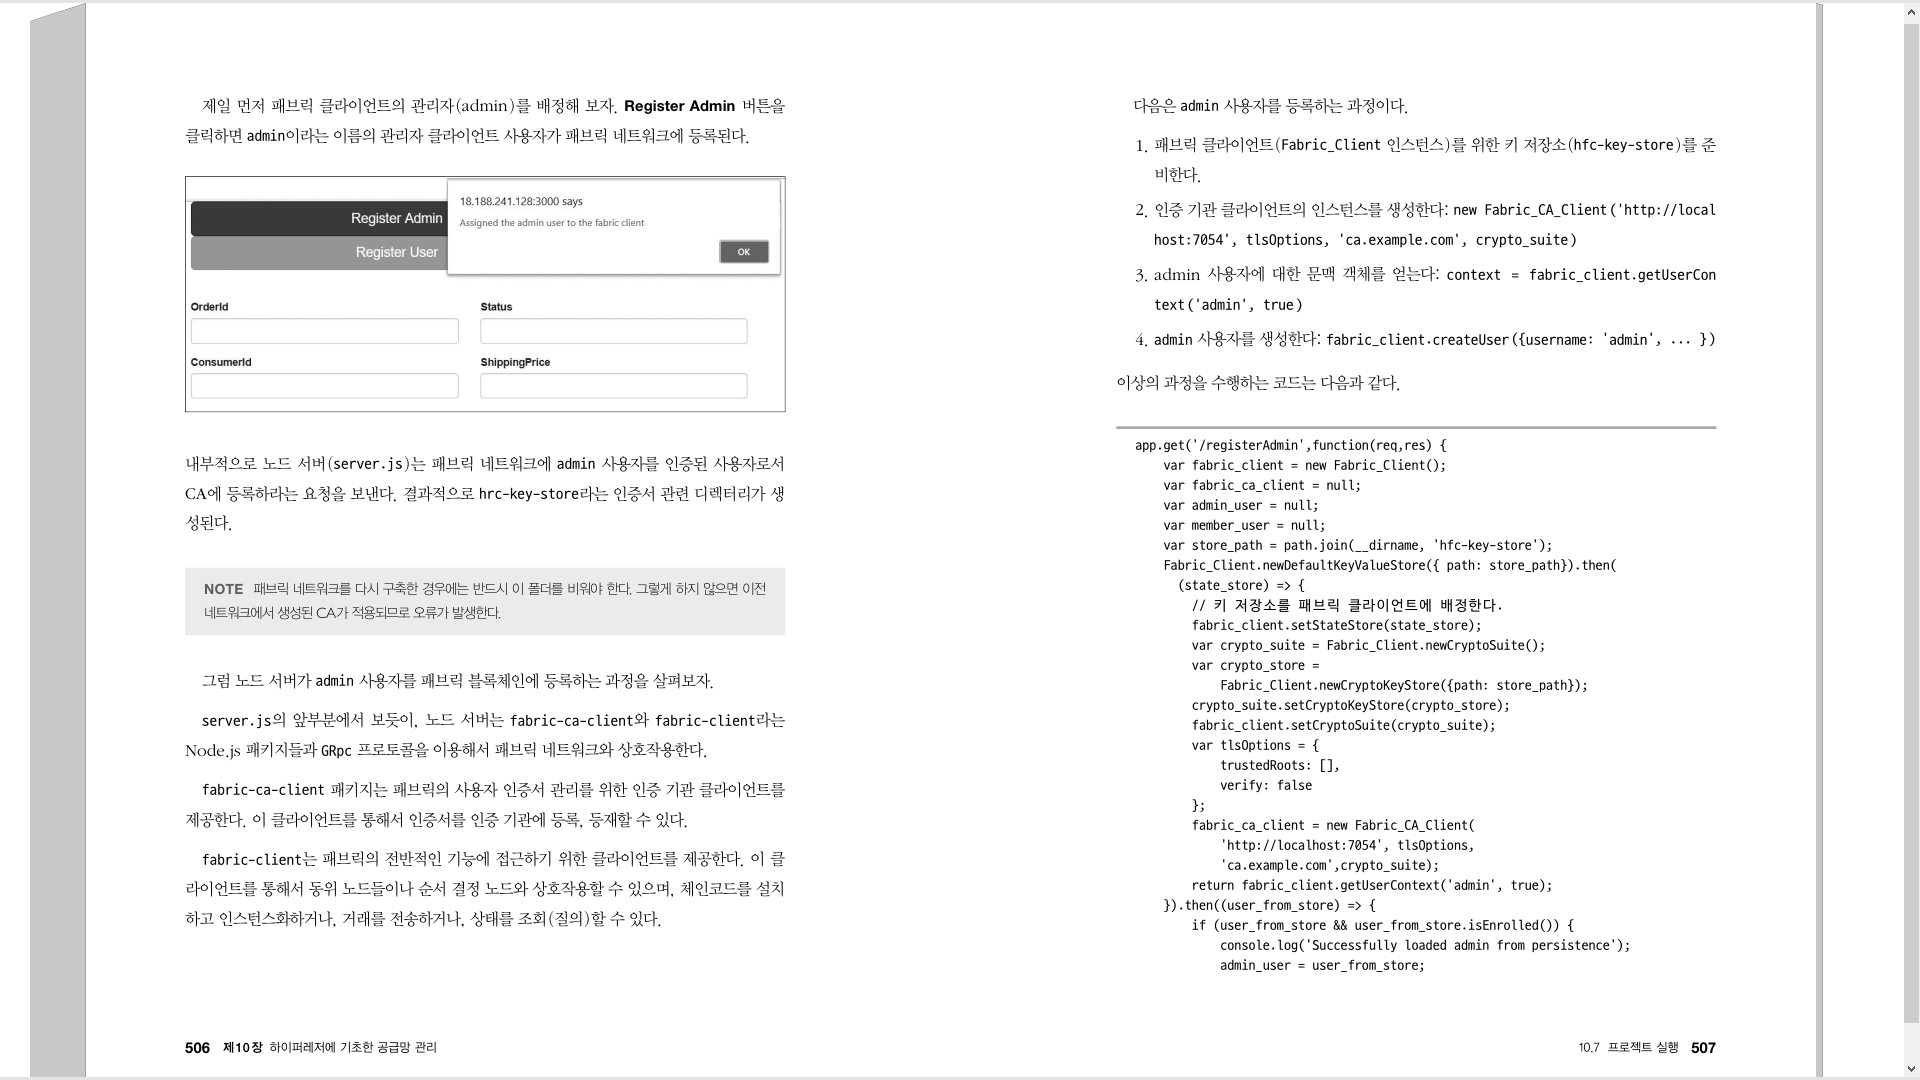 제일 먼저 패브릭 클라이언트의 관리자(admin)를 배정해 보자. Register Admin 버튼을
클릭하면 admin이라는 이름의 관리자 클라이언트 사용자가 패브릭 네트워크에 등록된다.
18.188.241.128:3000 says
Assigned the admin user to the fabric client
OK
Register Admin
Register User
OrderId
Status
ConsumerId
ShippingPrice
내부적으로 노드 서버(server.js)는 패브릭 네트워크에 admin 사용자를 인증된 사용자로서
CA에 등록하라는 요청을 보낸다. 결과적으로 hrc-key-store라는 인증서 관련 디렉터리가 생
성된다.
NOTE 패브릭 네트워크를 다시 구축한 경우에는 반드시 이 폴더를 비워야 한다. 그렇게 하지 않으면 이전
네트워크에서 생성된 CA가 적용되므로 오류가 발생한다.
그럼 노드 서버가 admin 사용자를 패브릭 블록체인에 등록하는 과정을 살펴보자.
server.js의 앞부분에서 보듯이, 노드 서버는 fabric-ca-client와 fabric-client라는
Node.js 패키지들과 GRpc 프로토콜을 이용해서 패브릭 네트워크와 상호작용한다.
fabric-ca-client 패키지는 패브릭의 사용자 인증서 관리를 위한 인증 기관 클라이언트를
제공한다. 이 클라이언트를 통해서 인증서를 인증 기관에 등록, 등재할 수 있다.
fabric-client는 패브릭의 전반적인 기능에 접근하기 위한 클라이언트를 제공한다. 이 클
라이언트를 통해서 동위 노드들이나 순서 결정 노드와 상호작용할 수 있으며, 체인코드를 설치
하고 인스턴스화하거나, 거래를 전송하거나, 상태를 조회(질의)할 수 있다.
506 제10장 하이퍼레저에 기초한 공급망 관리
다음은 admin 사용자를 등록하는 과정이다.
1. 패브릭 클라이언트(Fabric_Client 인스턴스)를 위한 키 저장소(hfc-key-store)를 준
비한다.
2. 인증 기관 클라이언트의 인스턴스를 생성한다: new Fabric_CA_Client('http://local
host:7054', tlsOptions, 'ca.example.com', crypto_suite)
3. admin 사용자에 대한 문맥 객체를 얻는다: context = fabric_client.getUserCon
text('admin', true)
4. admin 사용자를 생성한다: fabric_client.createUser({username: 'admin', ... })
이상의 과정을 수행하는 코드는 다음과 같다.
app.get('/registerAdmin',function(req,res) {
var fabric_client = new Fabric_Client();
var fabric_ca_client = null;
var admin_user = null;
var member_user = null;
var store_path = path.join(__dirname, 'hfc-key-store');
Fabric_Client.newDefaultKeyValueStore({ path: store_path}).then(
(state_store) => {
// 키 저장소를 패브릭 클라이언트에 배정한다.
fabric_client.setStateStore(state_store);
var crypto_suite = Fabric_Client.newCryptoSuite();
var crypto_store =
Fabric_Client.newCryptoKeyStore({path: store_path});
crypto_suite.setCryptoKeyStore(crypto_store);
fabric_client.setCryptoSuite(crypto_suite);
var tlsOptions = {
trustedRoots: [],
verify: false
};
fabric_ca_client = new Fabric_CA_Client(
'http://localhost:7054', tlsOptions,
'ca.example.com',crypto_suite);
return fabric_client.getUserContext('admin', true);
}).then((user_from_store) => {
if (user_from_store && user_from_store.isEnrolled()) {
console.log('Successfully loaded admin from persistence');
admin_user = user_from_store;
10.7 프로젝트 실행 507